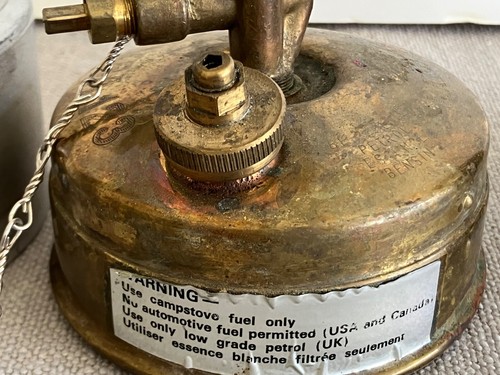 WARNING —
Use campstove fuel only
No automotive fuel permitted (USA and Canada)
Use only low grade petrol (UK)
Utiliser essence blanche filtrée seulement